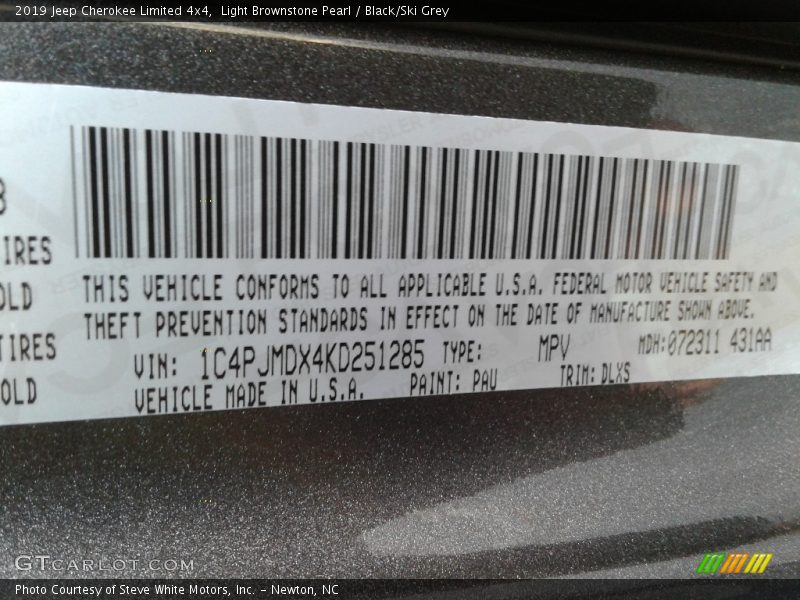 2019 Jeep Cherokee Limited 4x4, Light Brownstone Pearl / Black/Ski Grey
IRES
OLD
TIRES
OLD
THIS VEHICLE CONFORMS TO ALL APPLICABLE U.S.A. FEDERAL MOTOR VEHICLE SAFETY AND
THEFT PREVENTION STANDARDS IN EFFECT ON THE DATE OF MANUFACTURE SHOWN ABOVE.
VIN: 1C4PJMDX4KD251285 TYPE: MPV MDH:072311 431AA
VEHICLE MADE IN U.S.A. PAINT: PAU TRIM: DLXS
GTCARLOT.COM
Photo Courtesy of Steve White Motors, Inc. – Newton, NC